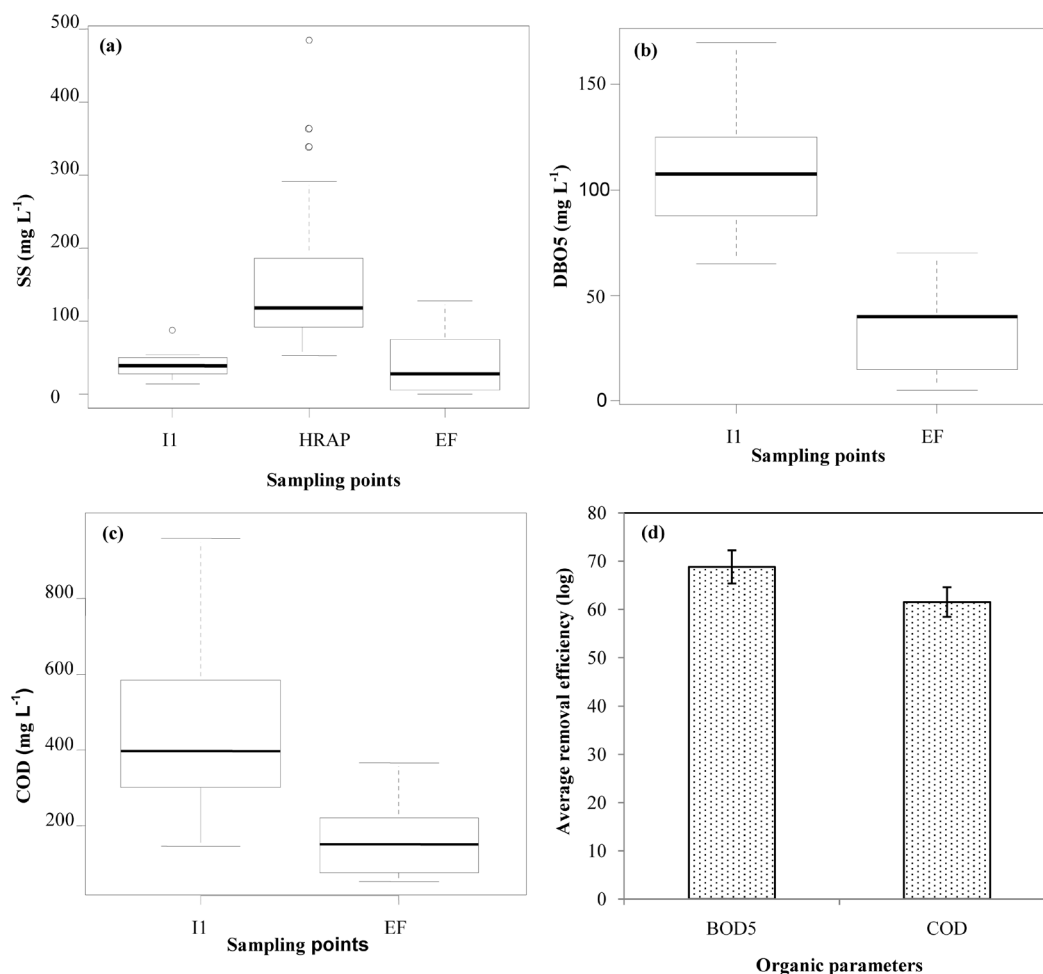 (a)
500
400
300
200
100
0
SS (mg L⁻¹)
I1 HRAP EF
Sampling points
(b)
150
100
50
0
DBO5 (mg L⁻¹)
I1 EF
Sampling points
(c)
800
600
400
200
COD (mg L⁻¹)
I1 EF
Sampling points
(d)
80
70
60
50
40
30
20
10
0
Average removal efficiency (log)
BOD5 COD
Organic parameters